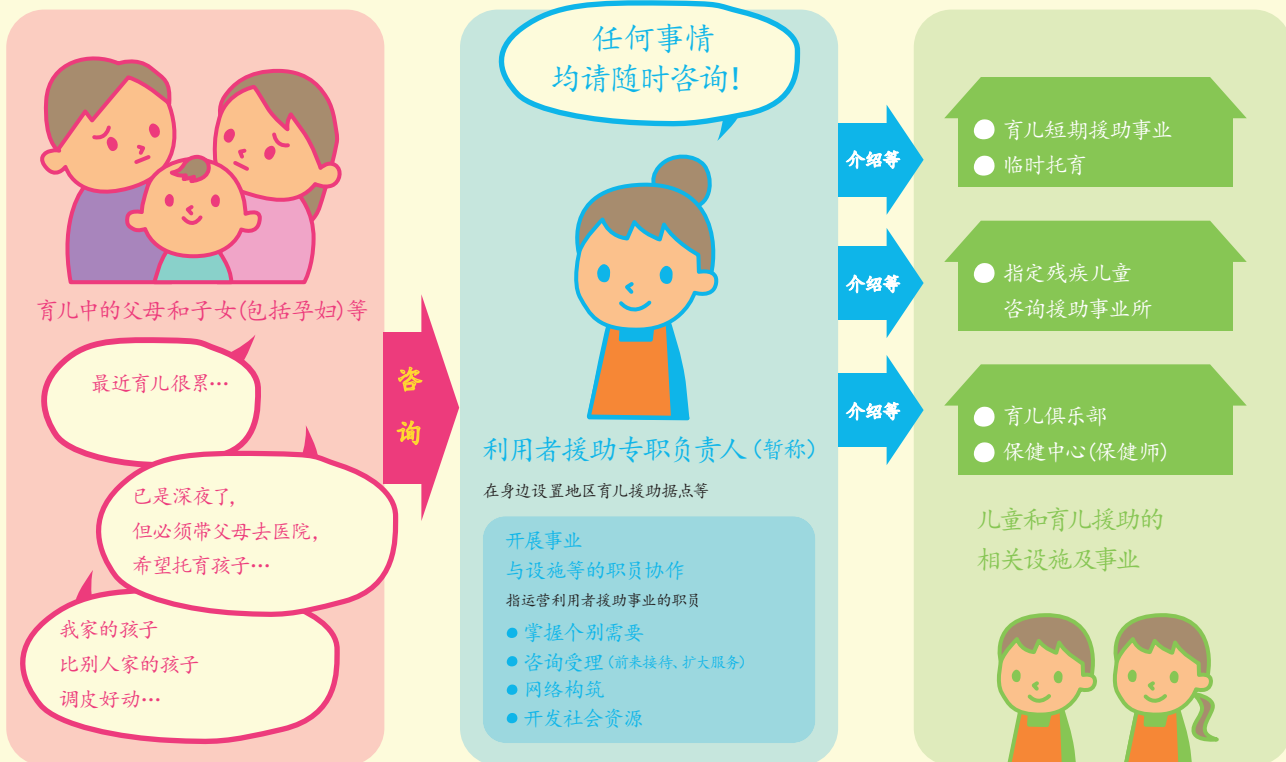 育儿中的父母和子女(包括孕妇)等
最近育儿很累…
已是深夜了,
但必须带父母去医院,
希望托育孩子…
我家的孩子
比别人家的孩子
调皮好动…
咨
询
任何事情
均请随时咨询!
利用者援助专职负责人(暂称)
在身边设置地区育儿援助据点等
开展事业
与设施等的职员协作
指运营利用者援助事业的职员
● 掌握个别需要
● 咨询受理(前来接待、扩大服务)
● 网络构筑
● 开发社会资源
介绍等
介绍等
介绍等
● 育儿短期援助事业
● 临时托育
● 指定残疾儿童
咨询援助事业所
● 育儿俱乐部
● 保健中心(保健师)
儿童和育儿援助的
相关设施及事业